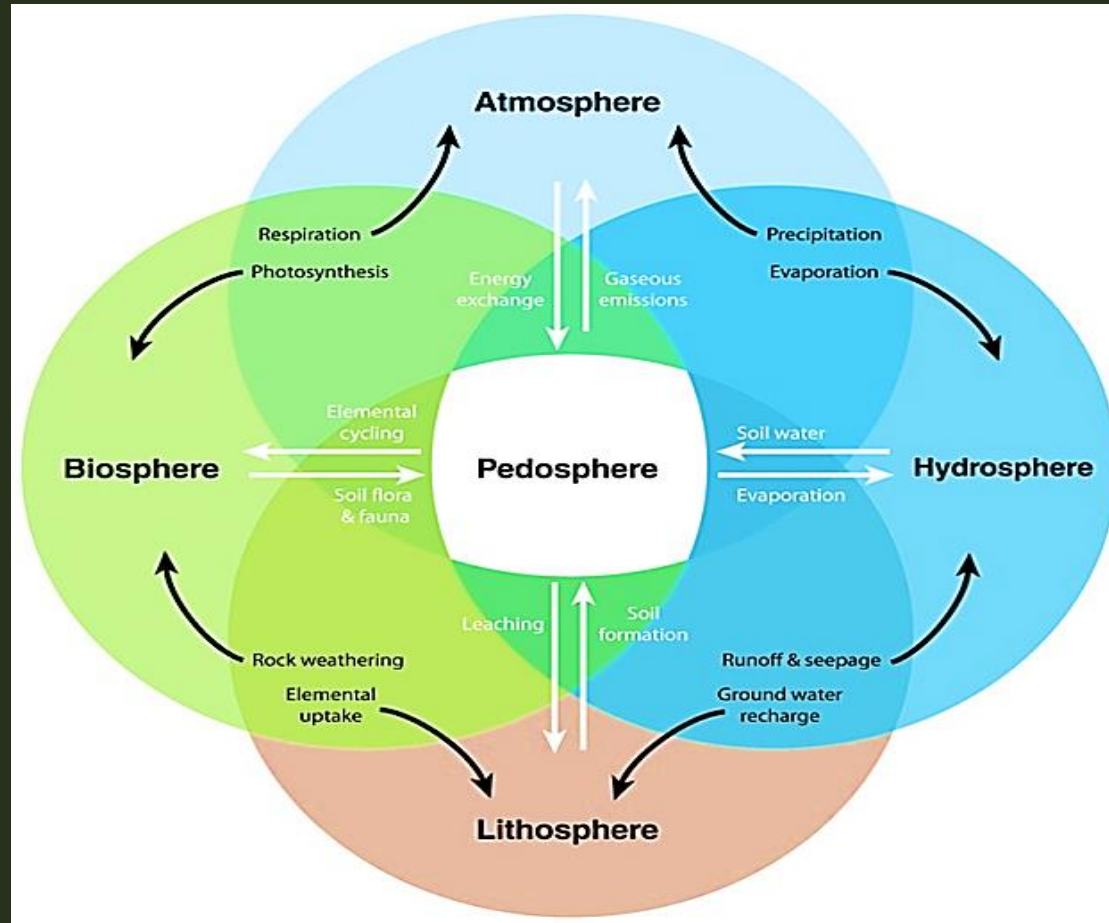 Atmosphere
Respiration
Photosynthesis
Precipitation
Evaporation
Energy
exchange
Gaseous
emissions
Elemental
cycling
Soil water
Biosphere
Pedosphere
Hydrosphere
Soil flora
& fauna
Evaporation
Leaching
Soil
formation
Rock weathering
Elemental
uptake
Runoff & seepage
Ground water
recharge
Lithosphere